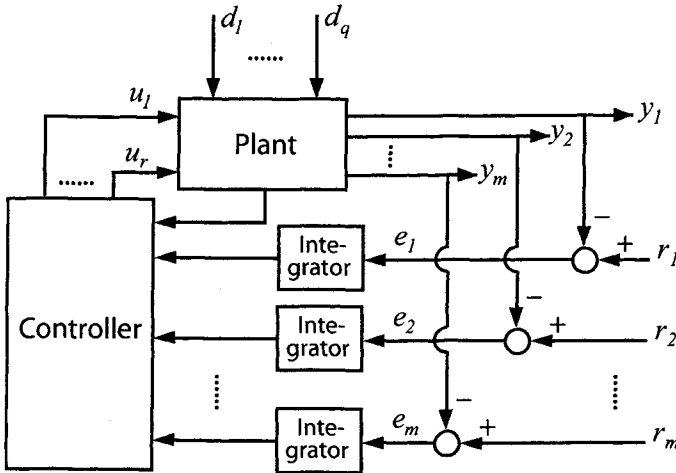 d1 ...... dq
u1
Plant
y1
y2
ur
ym
......
Inte-
grator
e1
− + r1
Controller
Inte-
grator
e2
− + r2
Inte-
grator
em
− + rm